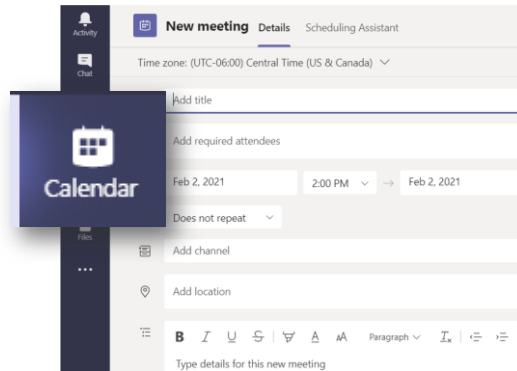 Activity
New meeting Details Scheduling Assistant
Chat
Time zone: (UTC-06:00) Central Time (US & Canada)
Add title
Calendar
Add required attendees
Feb 2, 2021 2:00 PM → Feb 2, 2021
Does not repeat
Files
Add channel
...
Add location
B I U S A AA Paragraph
Type details for this new meeting